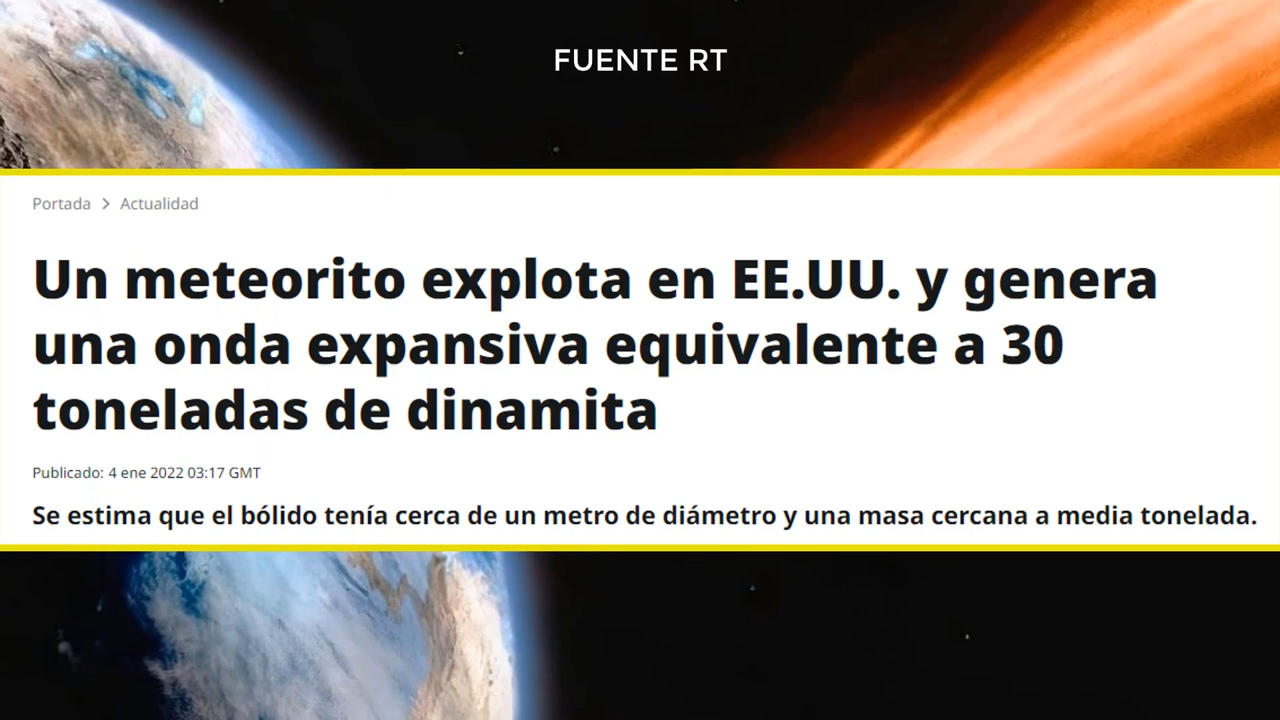 FUENTE RT
Portada > Actualidad
Un meteorito explota en EE.UU. y genera
una onda expansiva equivalente a 30
toneladas de dinamita
Publicado: 4 ene 2022 03:17 GMT
Se estima que el bólido tenía cerca de un metro de diámetro y una masa cercana a media tonelada.